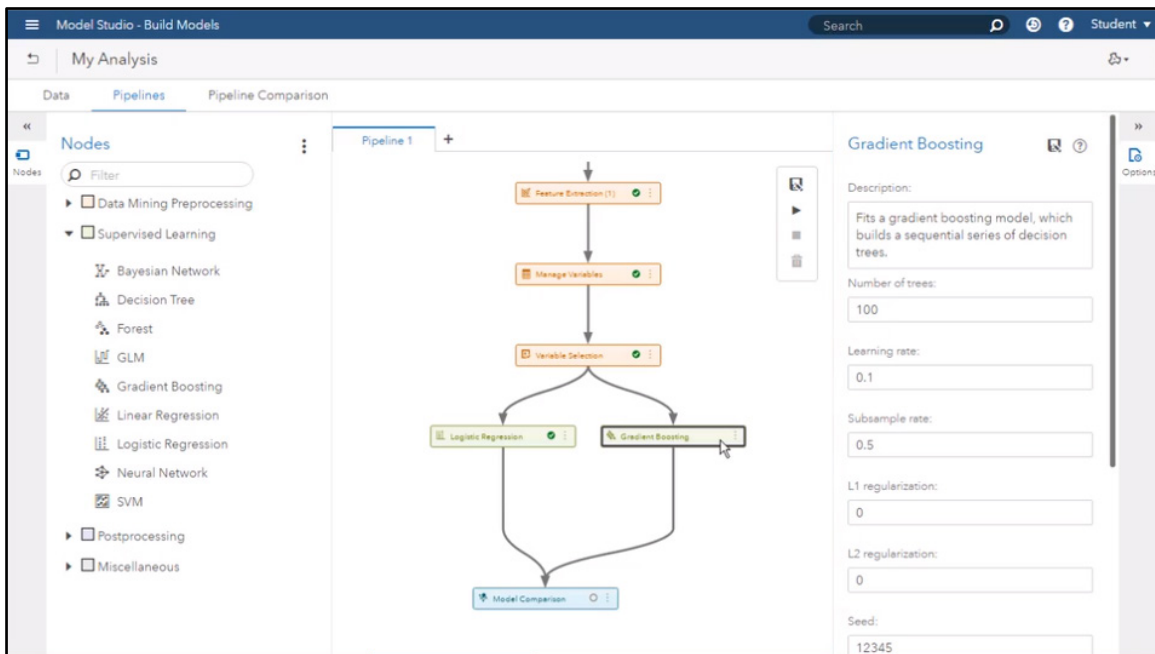 Model Studio - Build Models
Search
Student
My Analysis
Data
Pipelines
Pipeline Comparison
Nodes
Nodes
Filter
Data Mining Preprocessing
Supervised Learning
Bayesian Network
Decision Tree
Forest
GLM
Gradient Boosting
Linear Regression
Logistic Regression
Neural Network
SVM
Postprocessing
Miscellaneous
Pipeline 1
+
Feature Extraction (1)
Manage Variables
Variable Selection
Logistic Regression
Gradient Boosting
Model Comparison
Gradient Boosting
Description:
Fits a gradient boosting model, which
builds a sequential series of decision
trees.
Number of trees:
100
Learning rate:
0.1
Subsample rate:
0.5
L1 regularization:
0
L2 regularization:
0
Seed:
12345
Options